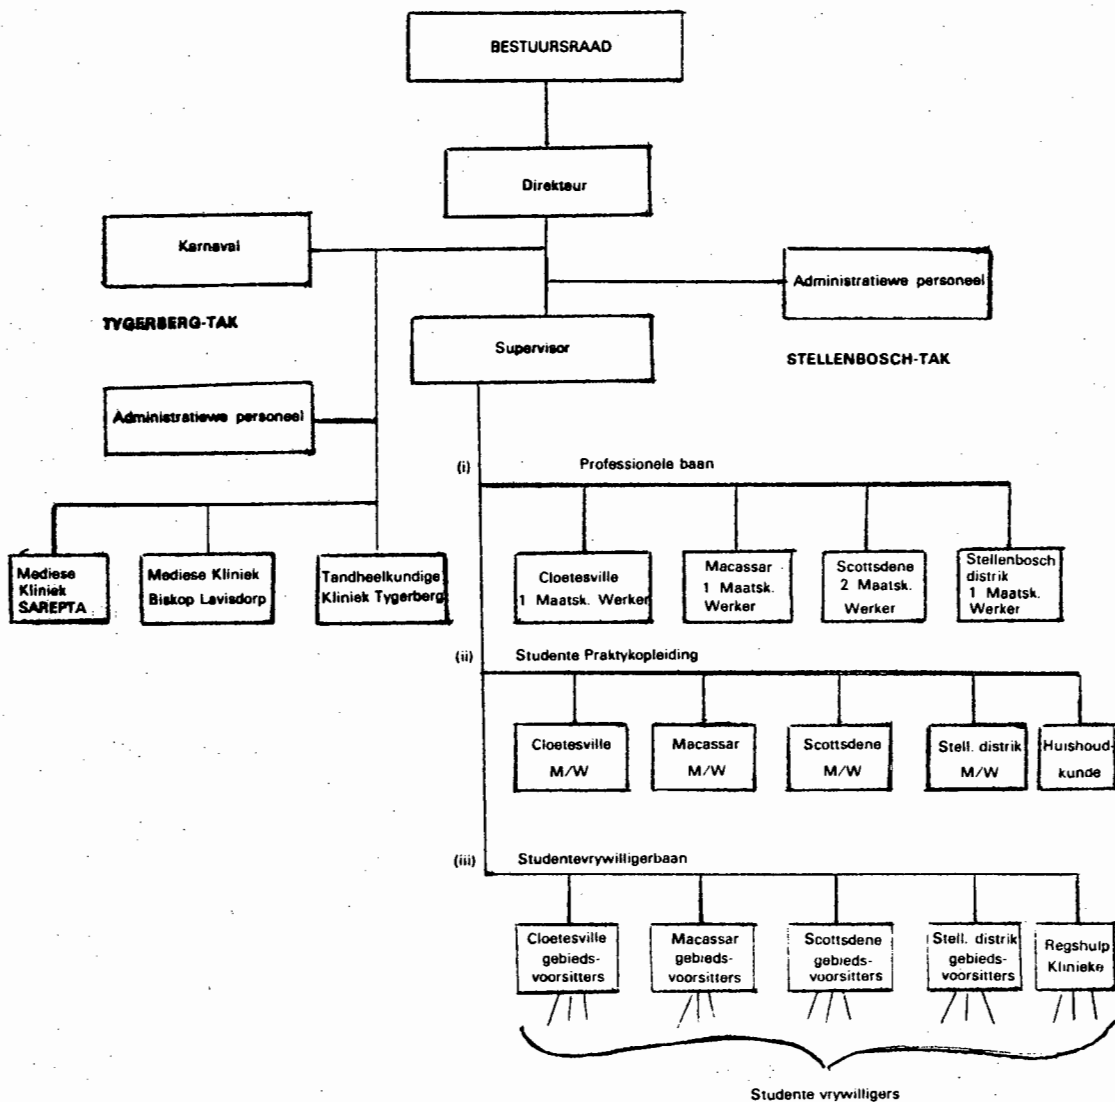 BESTUURSRAAD
Direkteur
Karnaval
Administratiewe personeel
TYGERBERG-TAK
Supervisor
STELLENBOSCH-TAK
Administratiewe personeel
(i) Professionele baan
Mediese
Kliniek
SAREPTA
Mediese Kliniek
Biskop Lavisdorp
Tandheelkundige
Kliniek Tygerberg
Cloetesville
1 Maatsk. Werker
Macassar
1 Maatsk.
Werker
Scottsdene
2 Maatsk.
Werker
Stellenbosch
distrik
1 Maatsk.
Werker
(ii) Studente Praktykopleiding
Cloetesville
M/W
Macassar
M/W
Scottsdene
M/W
Stell. distrik
M/W
Huishoud-
kunde
(iii) Studentevrywilligerbaan
Cloetesville
gebieds-
voorsitters
Macassar
gebieds-
voorsitters
Scottsdene
gebieds-
voorsitters
Stell. distrik
gebieds-
voorsitters
Regshulp
Klinieke
Studente vrywilligers